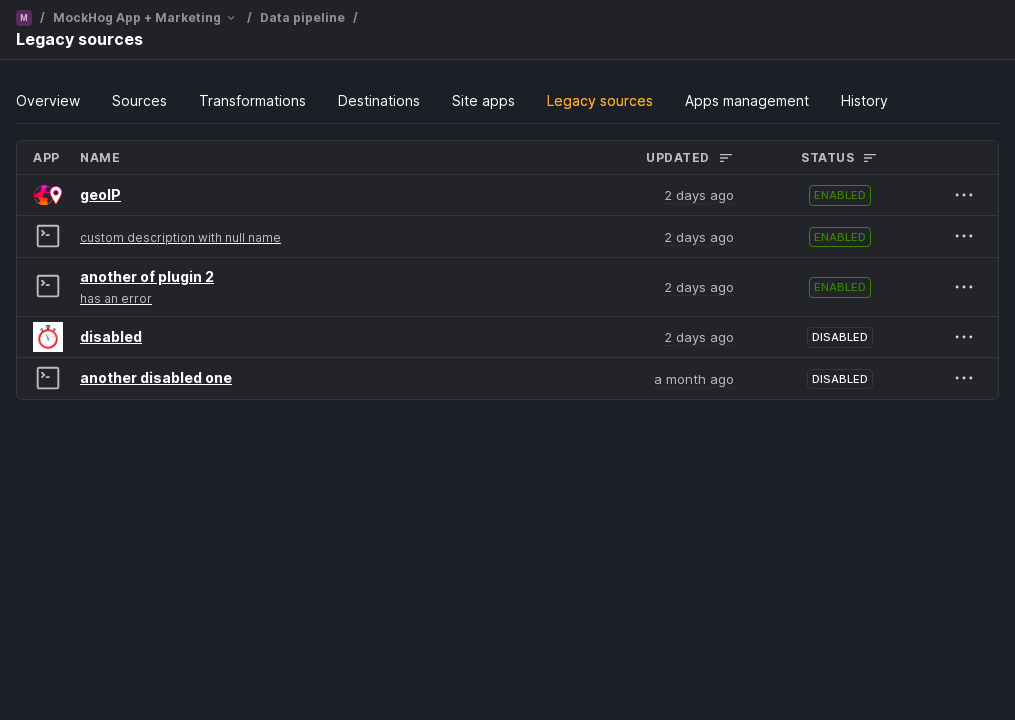 M / MockHog App + Marketing / Data pipeline /
Legacy sources
Overview Sources Transformations Destinations Site apps Legacy sources Apps management History
APP NAME UPDATED STATUS
geoIP 2 days ago ENABLED
custom description with null name 2 days ago ENABLED
another of plugin 2
has an error 2 days ago ENABLED
disabled 2 days ago DISABLED
another disabled one a month ago DISABLED